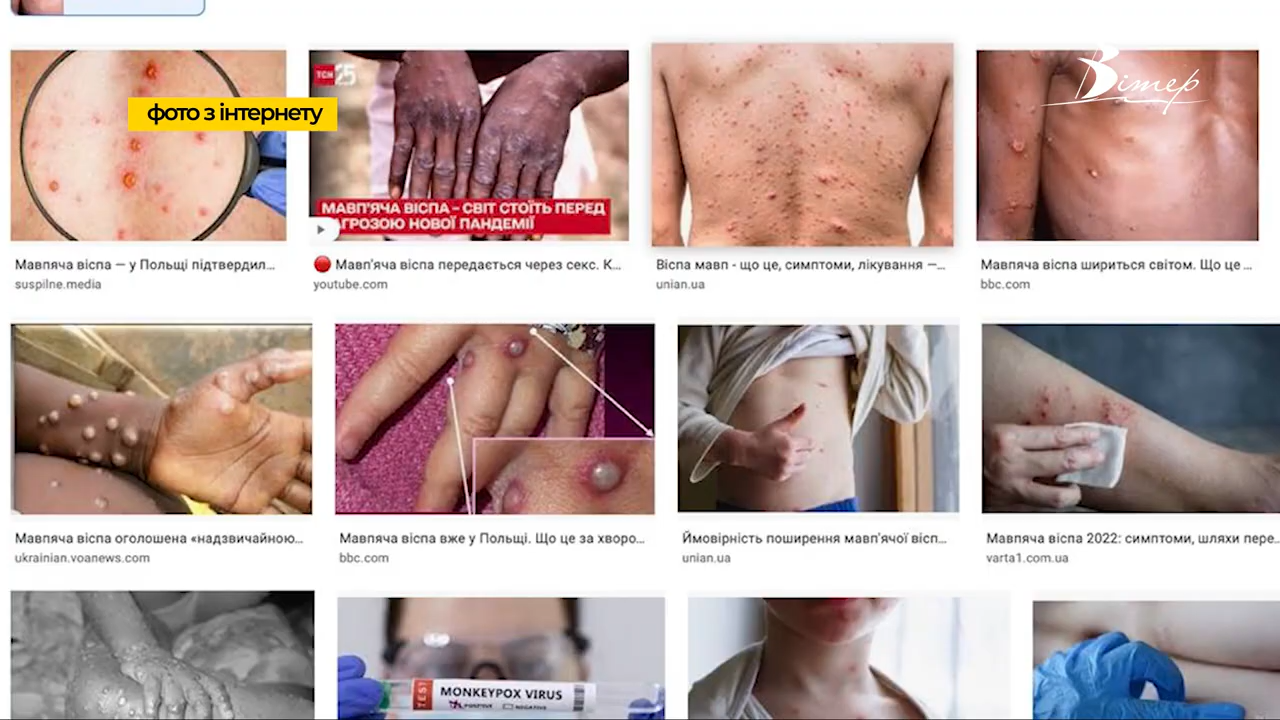 Вітер
фото з інтернету
ТСН 25
МАВП'ЯЧА ВІСПА – СВІТ СТОЇТЬ ПЕРЕД
АГРОЗОЮ НОВОЇ ПАНДЕМІЇ
Мавпяча віспа — у Польщі підтвердил...
suspilne.media
Мавп'яча віспа передається через секс. К...
youtube.com
Віспа мавп - що це, симптоми, лікування —...
unian.ua
Мавпяча віспа шириться світом. Що це ...
bbc.com
Мавпяча віспа оголошена «надзвичайною...
ukrainian.voanews.com
Мавпяча віспа вже у Польщі. Що це за хворо...
bbc.com
Ймовірність поширення мавп'ячої вісп...
unian.ua
Мавпяча віспа 2022: симптоми, шляхи пере...
varta1.com.ua
TEST
MONKEYPOX VIRUS
POSITIVE NEGATIVE